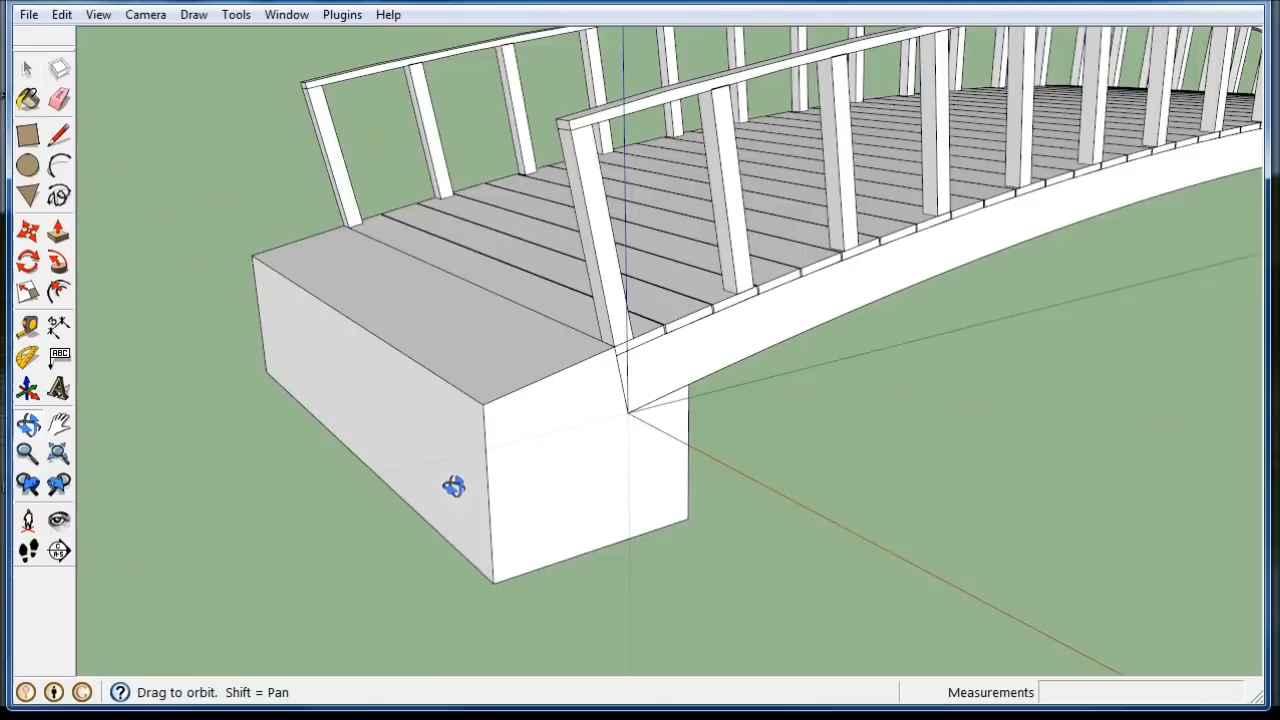 File Edit View Camera Draw Tools Window Plugins Help
ABC
Drag to orbit. Shift = Pan
Measurements